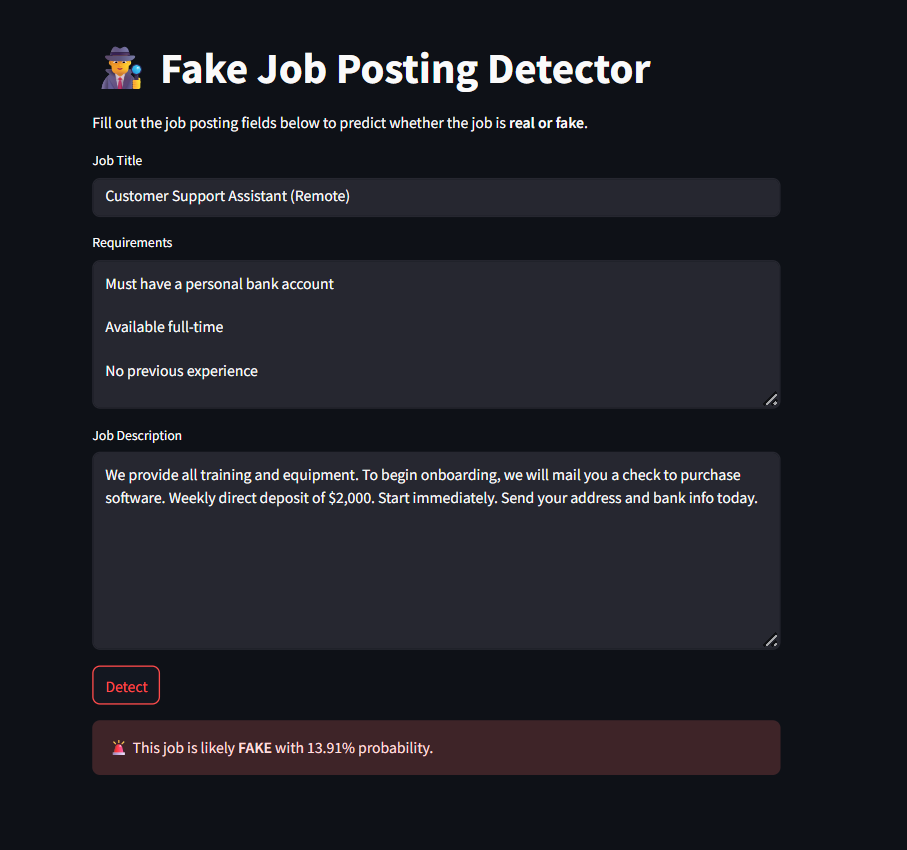 Fake Job Posting Detector
Fill out the job posting fields below to predict whether the job is real or fake.
Job Title
Customer Support Assistant (Remote)
Requirements
Must have a personal bank account
Available full-time
No previous experience
Job Description
We provide all training and equipment. To begin onboarding, we will mail you a check to purchase
software. Weekly direct deposit of $2,000. Start immediately. Send your address and bank info today.
Detect
This job is likely FAKE with 13.91% probability.